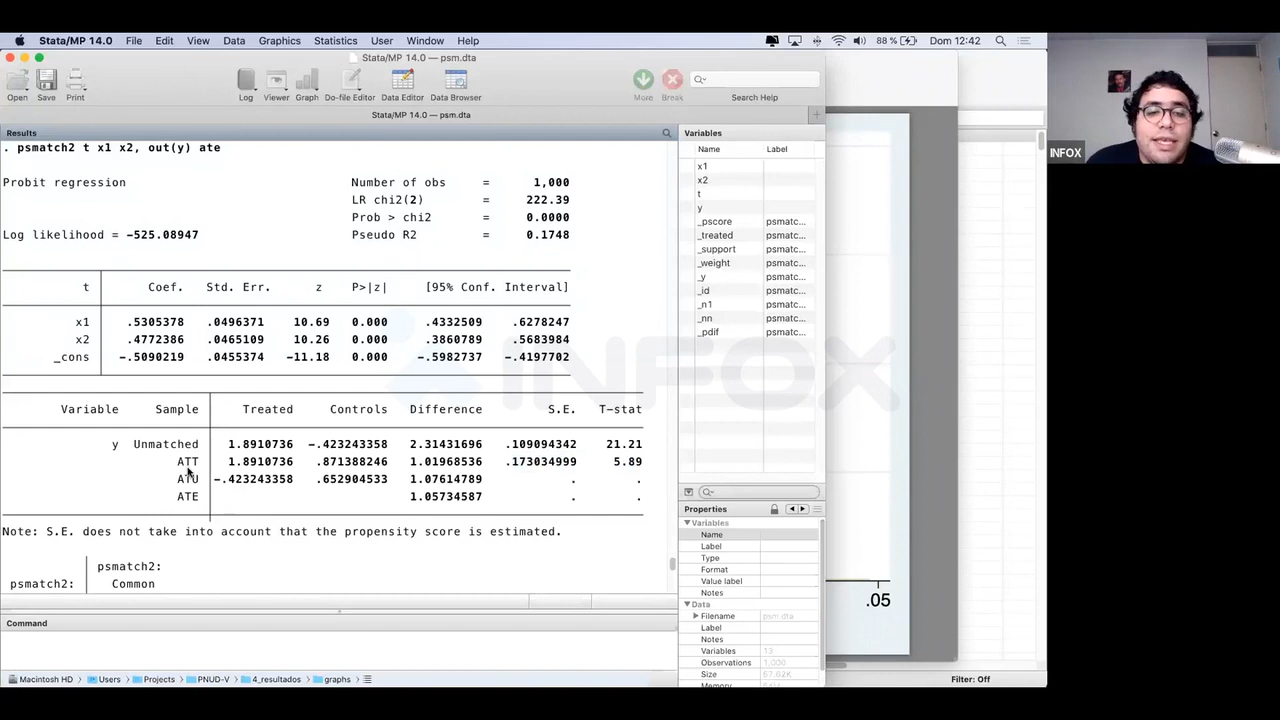 Stata/MP 14.0 File Edit View Data Graphics Statistics User Window Help 88 % Dom 12:42
Stata/MP 14.0 — psm.dta
Open Save Print Log Viewer Graph Do-file Editor Data Editor Data Browser More Break Search Help
Stata/MP 14.0 — psm.dta
Results
. psmatch2 t x1 x2, out(y) ate
Probit regression Number of obs = 1,000
LR chi2(2) = 222.39
Prob > chi2 = 0.0000
Log likelihood = -525.08947 Pseudo R2 = 0.1748
t Coef. Std. Err. z P>|z| [95% Conf. Interval]
x1 .5305378 .0496371 10.69 0.000 .4332509 .6278247
x2 .4772386 .0465109 10.26 0.000 .3860789 .5683984
_cons -.5090219 .0455374 -11.18 0.000 -.5982737 -.4197702
Variable Sample Treated Controls Difference S.E. T-stat
y Unmatched 1.8910736 -.423243358 2.31431696 .109094342 21.21
ATT 1.8910736 .871388246 1.01968536 .173034999 5.89
ATU -.423243358 .652904533 1.07614789 . .
ATE 1.05734587 . .
Note: S.E. does not take into account that the propensity score is estimated.
psmatch2:
psmatch2: Common
Command
Macintosh HD Users Projects PNUD-V 4_resultados graphs
Variables
Name Label
x1
x2
t
y
_pscore psmatc...
_treated psmatc...
_support psmatc...
_weight psmatc...
_y psmatc...
_id psmatc...
_n1 psmatc...
_nn psmatc...
_pdif psmatc...
Properties
Variables
Name
Label
Type
Format
Value label
Notes
Data
Filename psm.dta
Label
Notes
Variables 13
Observations 1,000
Size 57.62K
Memory
.05
Filter: Off
INFOX
INFOX